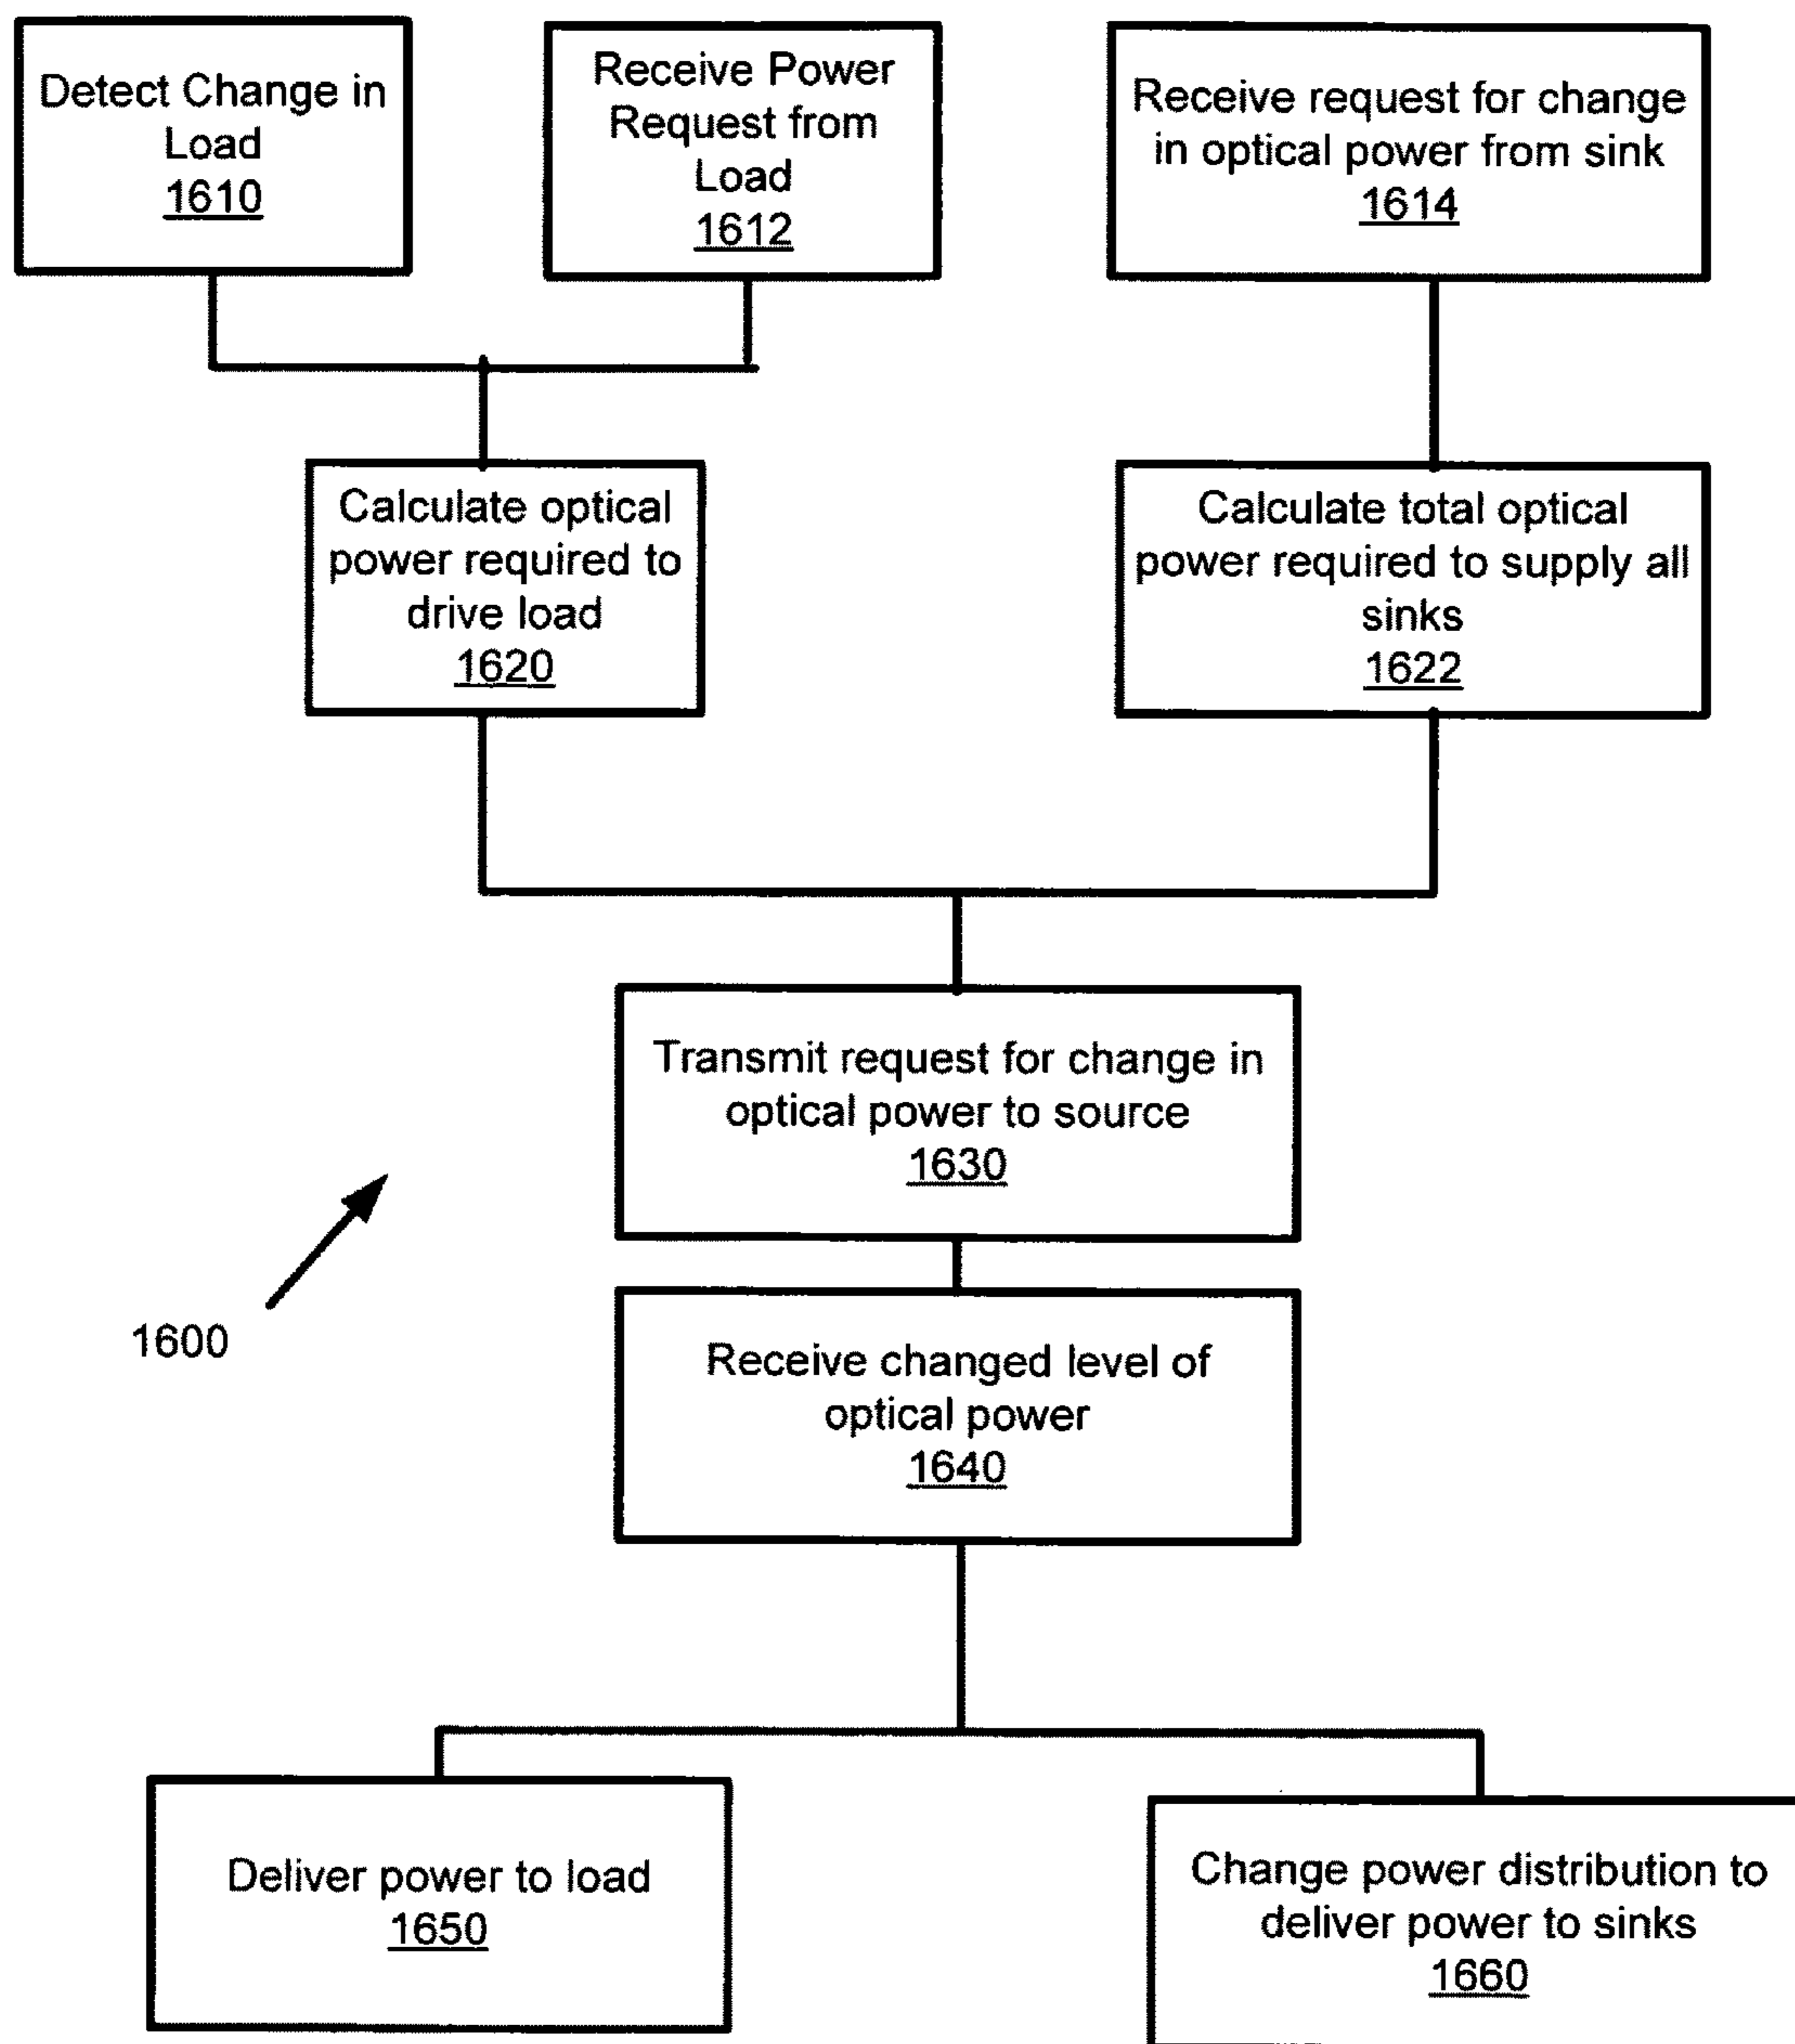 Detect Change in
Load
1610
Receive Power
Request from
Load
1612
Receive request for change
in optical power from sink
1614
Calculate optical
power required to
drive load
1620
Calculate total optical
power required to supply all
sinks
1622
Transmit request for change in
optical power to source
1630
1600
Receive changed level of
optical power
1640
Deliver power to load
1650
Change power distribution to
deliver power to sinks
1660